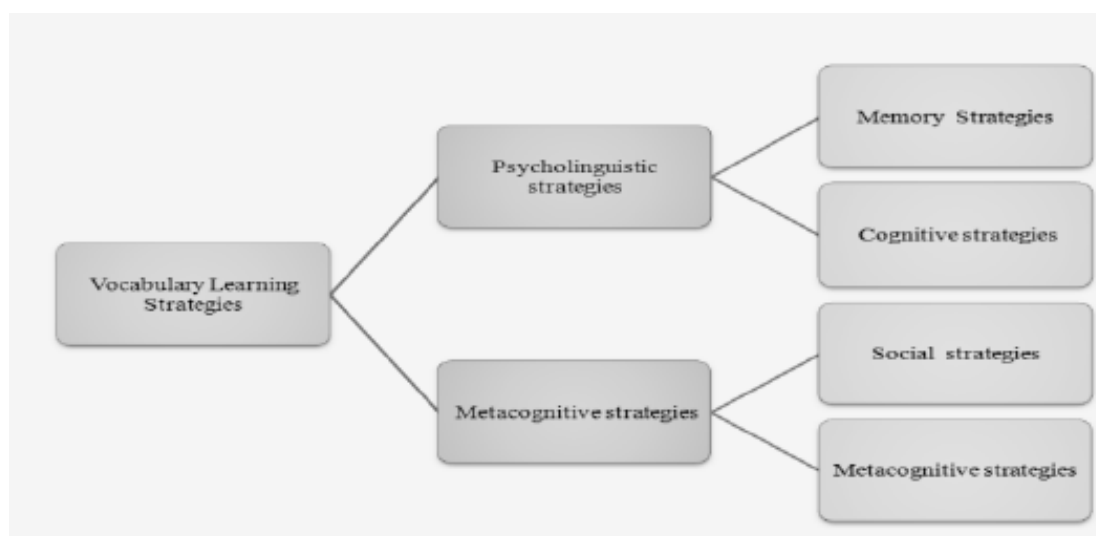 Vocabulary Learning
Strategies
Psycholinguistic
strategies
Metacognitive strategies
Memory Strategies
Cognitive strategies
Social strategies
Metacognitive strategies